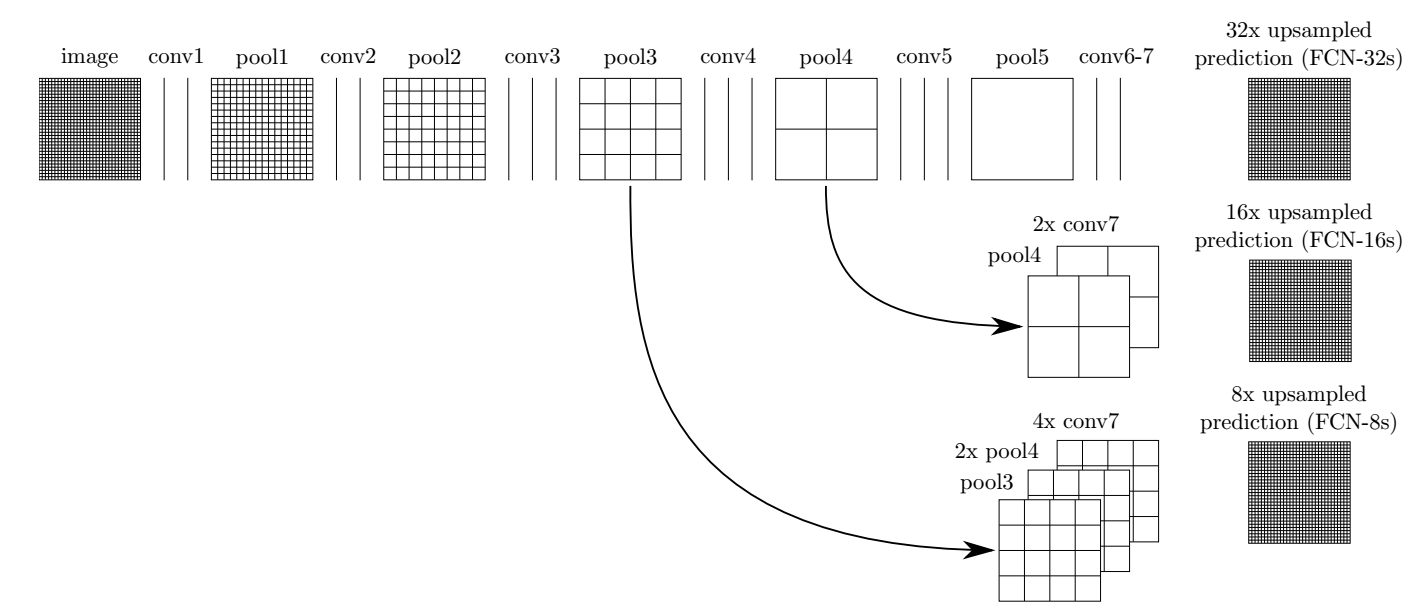 image
conv1
pool1
conv2
pool2
conv3
pool3
conv4
pool4
conv5
pool5
conv6-7
32x upsampled
prediction (FCN-32s)
16x upsampled
prediction (FCN-16s)
2x conv7
pool4
8x upsampled
prediction (FCN-8s)
4x conv7
2x pool4
pool3